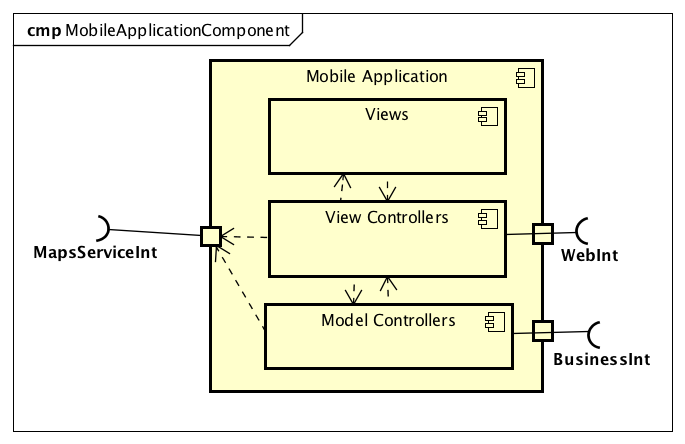 cmp MobileApplicationComponent
Mobile Application
Views
View Controllers
MapsServiceInt
WebInt
Model Controllers
BusinessInt